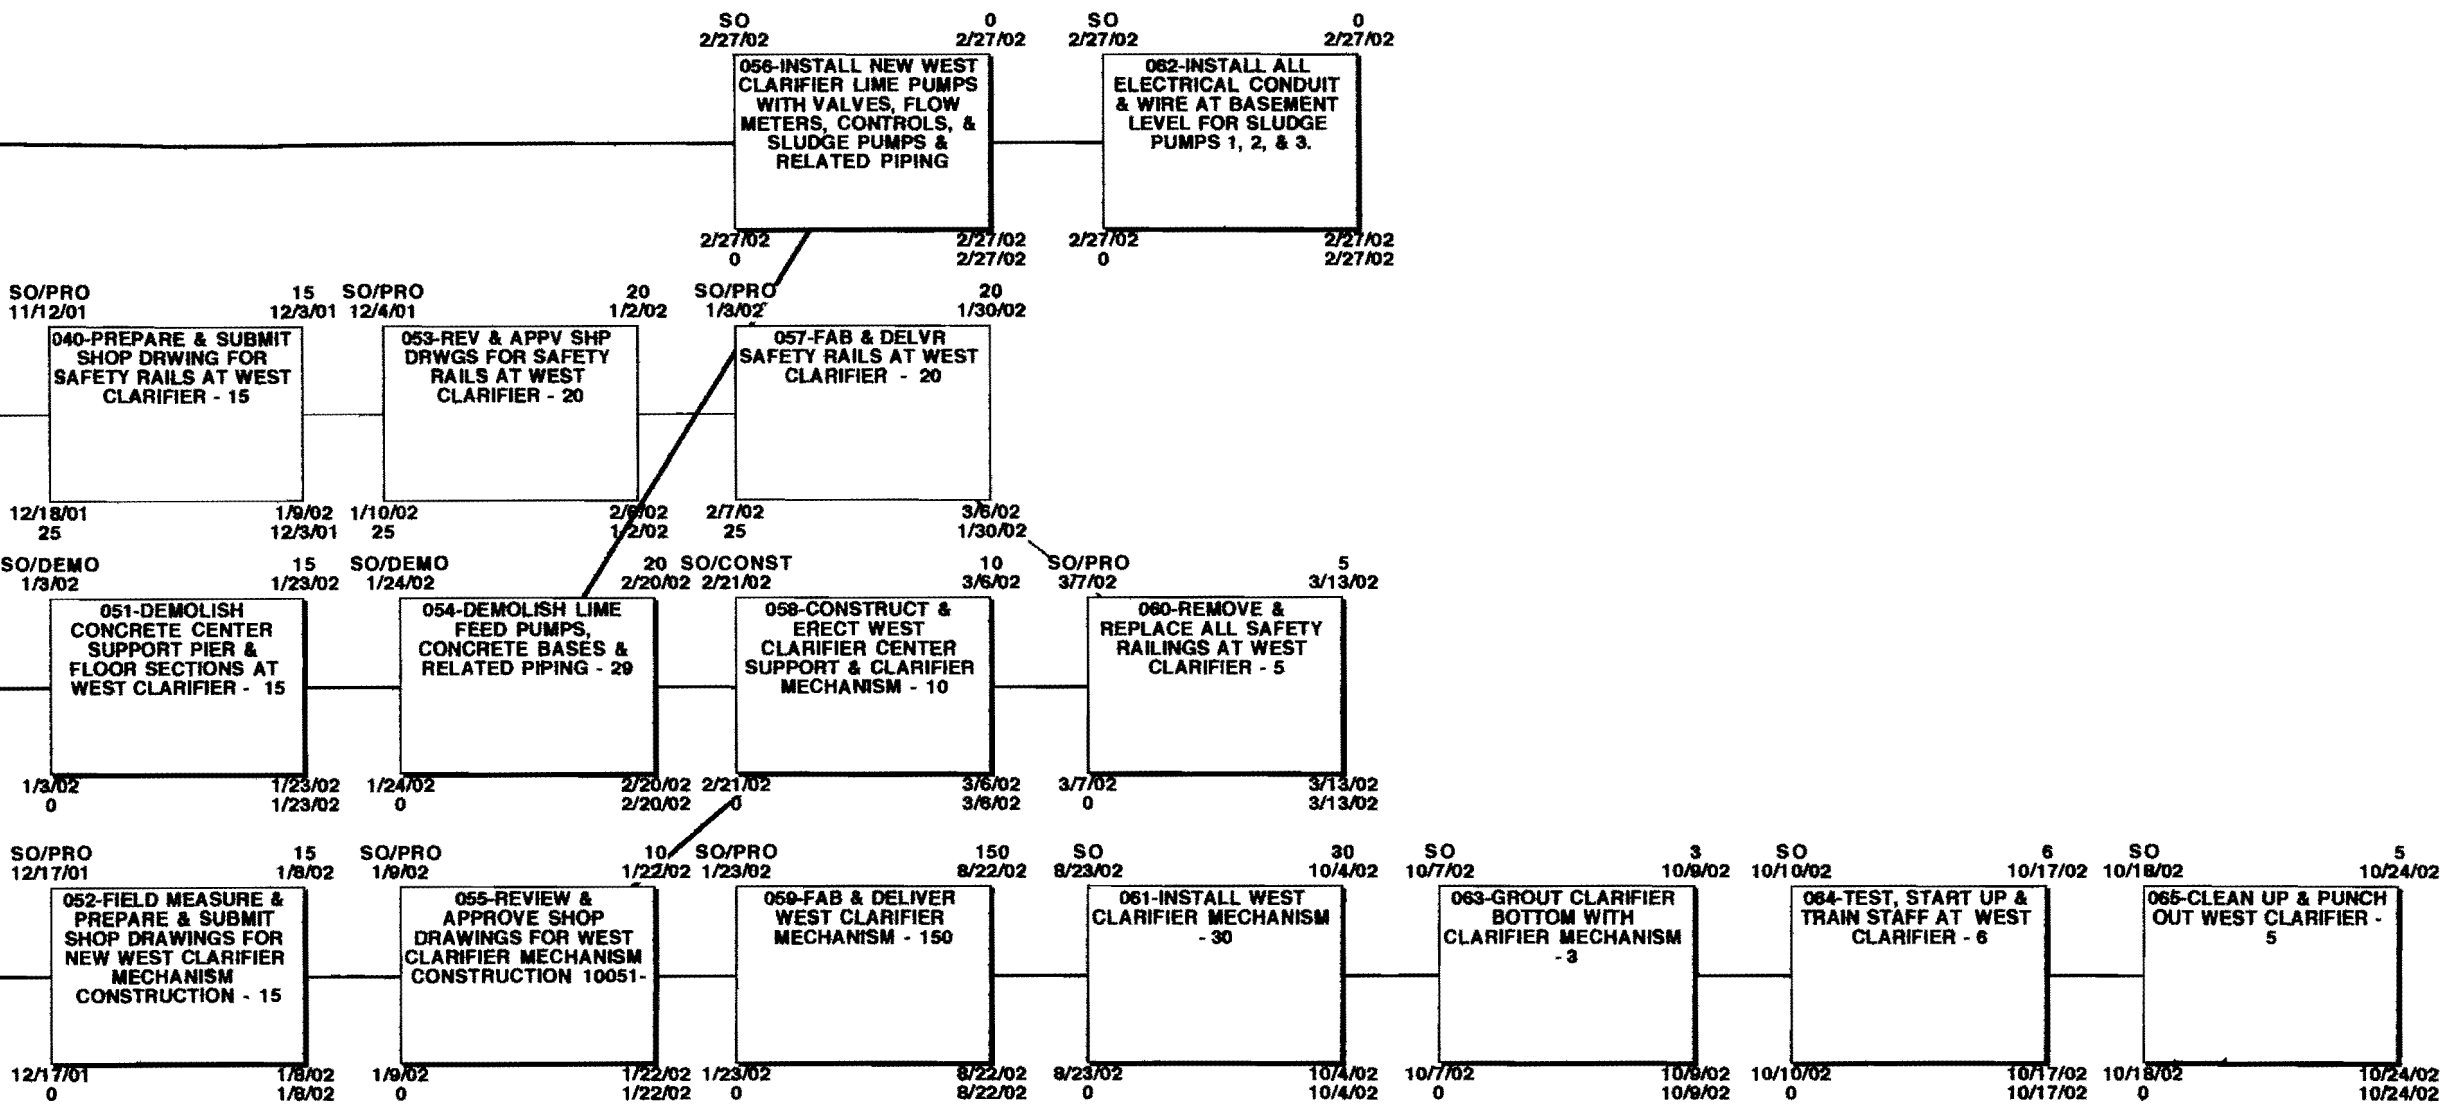 SO 0 SO 0
2/27/02 2/27/02 2/27/02 2/27/02
056-INSTALL NEW WEST
CLARIFIER LIME PUMPS
WITH VALVES, FLOW
METERS, CONTROLS, &
SLUDGE PUMPS &
RELATED PIPING
062-INSTALL ALL
ELECTRICAL CONDUIT
& WIRE AT BASEMENT
LEVEL FOR SLUDGE
PUMPS 1, 2, & 3.
2/27/02 2/27/02 2/27/02 2/27/02
0 2/27/02 0 2/27/02
SO/PRO 15 SO/PRO 20 SO/PRO 20
11/12/01 12/3/01 12/4/01 1/2/02 1/3/02 1/30/02
040-PREPARE & SUBMIT
SHOP DRWING FOR
SAFETY RAILS AT WEST
CLARIFIER - 15
053-REV & APPV SHP
DRWGS FOR SAFETY
RAILS AT WEST
CLARIFIER - 20
057-FAB & DELVR
SAFETY RAILS AT WEST
CLARIFIER - 20
12/18/01 1/9/02 1/10/02 2/6/02 2/7/02 3/6/02
25 12/3/01 25 1/2/02 25 1/30/02
SO/DEMO 15 SO/DEMO 20 SO/CONST 10 SO/PRO 5
1/3/02 1/23/02 1/24/02 2/20/02 2/21/02 3/6/02 3/7/02 3/13/02
051-DEMOLISH
CONCRETE CENTER
SUPPORT PIER &
FLOOR SECTIONS AT
WEST CLARIFIER - 15
054-DEMOLISH LIME
FEED PUMPS,
CONCRETE BASES &
RELATED PIPING - 29
058-CONSTRUCT &
ERECT WEST
CLARIFIER CENTER
SUPPORT & CLARIFIER
MECHANISM - 10
060-REMOVE &
REPLACE ALL SAFETY
RAILINGS AT WEST
CLARIFIER - 5
1/3/02 1/23/02 1/24/02 2/20/02 2/21/02 3/6/02 3/7/02 3/13/02
0 1/23/02 0 2/20/02 0 3/6/02 0 3/13/02
SO/PRO 15 SO/PRO 10 SO/PRO 150 SO 30 SO 3 SO 6 SO 5
12/17/01 1/8/02 1/9/02 1/22/02 1/23/02 8/22/02 8/23/02 10/4/02 10/7/02 10/9/02 10/10/02 10/17/02 10/18/02 10/24/02
052-FIELD MEASURE &
PREPARE & SUBMIT
SHOP DRAWINGS FOR
NEW WEST CLARIFIER
MECHANISM
CONSTRUCTION - 15
055-REVIEW &
APPROVE SHOP
DRAWINGS FOR WEST
CLARIFIER MECHANISM
CONSTRUCTION 10051-
059-FAB & DELIVER
WEST CLARIFIER
MECHANISM - 150
061-INSTALL WEST
CLARIFIER MECHANISM
- 30
063-GROUT CLARIFIER
BOTTOM WITH
CLARIFIER MECHANISM
- 3
064-TEST, START UP &
TRAIN STAFF AT WEST
CLARIFIER - 6
065-CLEAN UP & PUNCH
OUT WEST CLARIFIER -
5
12/17/01 1/8/02 1/9/02 1/22/02 1/23/02 8/22/02 8/23/02 10/4/02 10/7/02 10/9/02 10/10/02 10/17/02 10/18/02 10/24/02
0 1/8/02 0 1/22/02 0 8/22/02 0 10/4/02 0 10/9/02 0 10/17/02 0 10/24/02